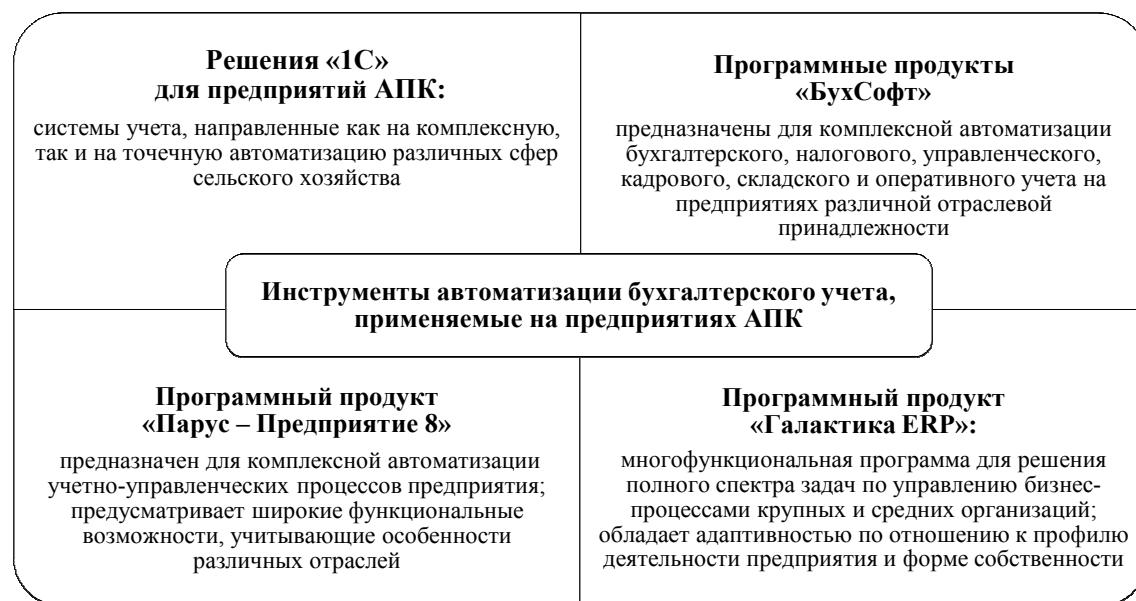 Решения «1С»
для предприятий АПК:
системы учета, направленные как на комплексную,
так и на точечную автоматизацию различных сфер
сельского хозяйства
Программные продукты
«БухСофт»
предназначены для комплексной автоматизации
бухгалтерского, налогового, управленческого,
кадрового, складского и оперативного учета на
предприятиях различной отраслевой
принадлежности
Инструменты автоматизации бухгалтерского учета,
применяемые на предприятиях АПК
Программный продукт
«Парус – Предприятие 8»
предназначен для комплексной автоматизации
учетно-управленческих процессов предприятия;
предусматривает широкие функциональные
возможности, учитывающие особенности
различных отраслей
Программный продукт
«Галактика ERP»:
многофункциональная программа для решения
полного спектра задач по управлению бизнес-
процессами крупных и средних организаций;
обладает адаптивностью по отношению к профилю
деятельности предприятия и форме собственности